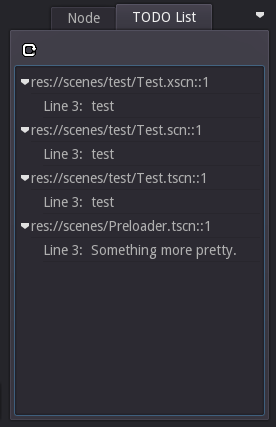 Node TODO List
res://scenes/test/Test.xscn::1
Line 3: test
res://scenes/test/Test.scn::1
Line 3: test
res://scenes/test/Test.tscn::1
Line 3: test
res://scenes/Preloader.tscn::1
Line 3: Something more pretty.